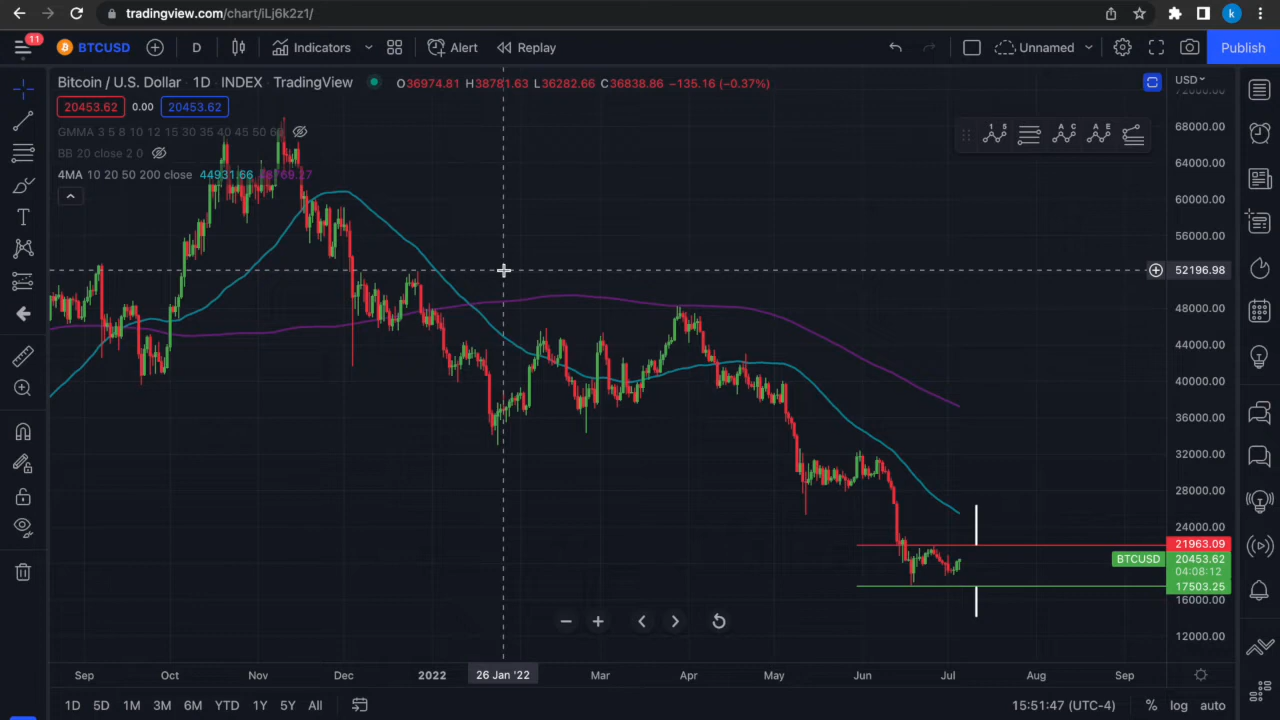 tradingview.com/chart/iLj6k2z1/
k
11
BTCUSD
D
Indicators
Alert
Replay
Unnamed
Publish
Bitcoin / U.S. Dollar · 1D · INDEX · TradingView
O36974.81 H38781.63 L36282.66 C36838.86 −135.16 (−0.37%)
USD
20453.62 0.00 20453.62
GMMA 3 5 8 10 12 15 30 35 40 45 50 60
BB 20 close 2 0
4MA 10 20 50 200 close 44931.66
1 5
A C
A E
72000.00
68000.00
64000.00
60000.00
56000.00
52196.98
48000.00
44000.00
40000.00
36000.00
32000.00
28000.00
24000.00
21963.09
BTCUSD 20453.62
04:08:12
17503.25
16000.00
12000.00
Sep Oct Nov Dec 2022 26 Jan '22 Mar Apr May Jun Jul Aug Sep
1D 5D 1M 3M 6M YTD 1Y 5Y All
15:51:47 (UTC-4) % log auto